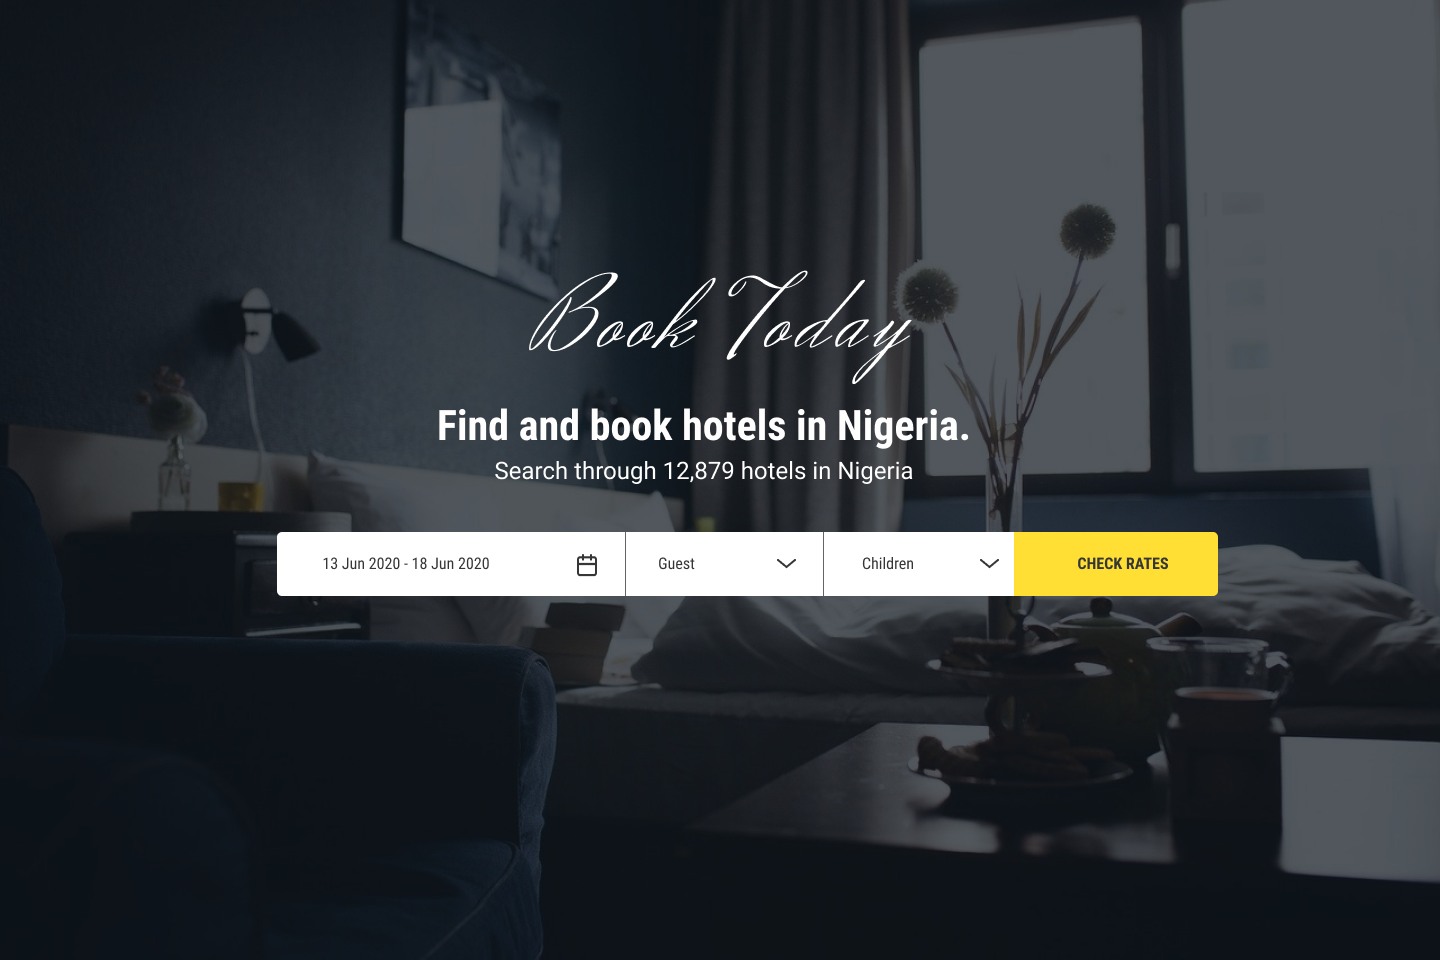 Book Today
Find and book hotels in Nigeria.
Search through 12,879 hotels in Nigeria
13 Jun 2020 - 18 Jun 2020
Guest
Children
CHECK RATES